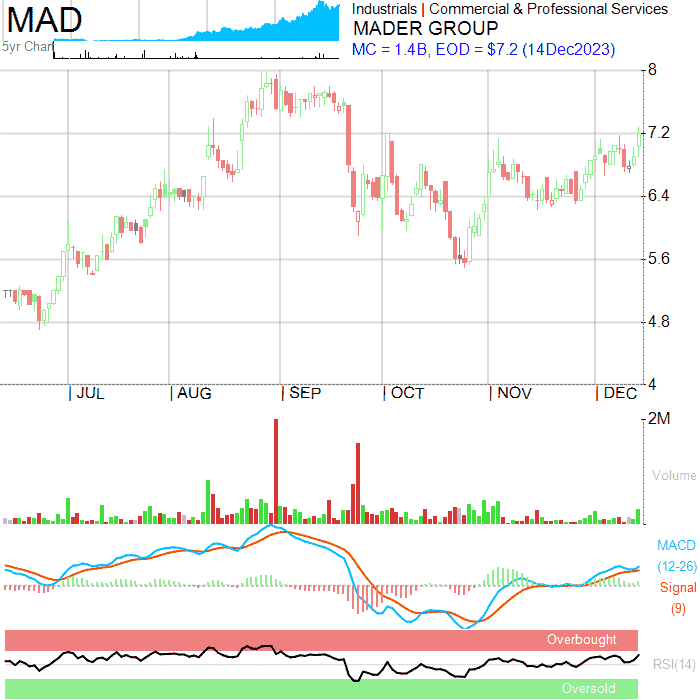 MAD
5yr Chart
Industrials | Commercial & Professional Services
MADER GROUP
MC = 1.4B, EOD = $7.2 (14Dec2023)
8
7.2
6.4
5.6
4.8
4
JUL AUG SEP OCT NOV DEC
2M
Volume
MACD
(12-26)
Signal
(9)
Overbought
RSI(14)
Oversold